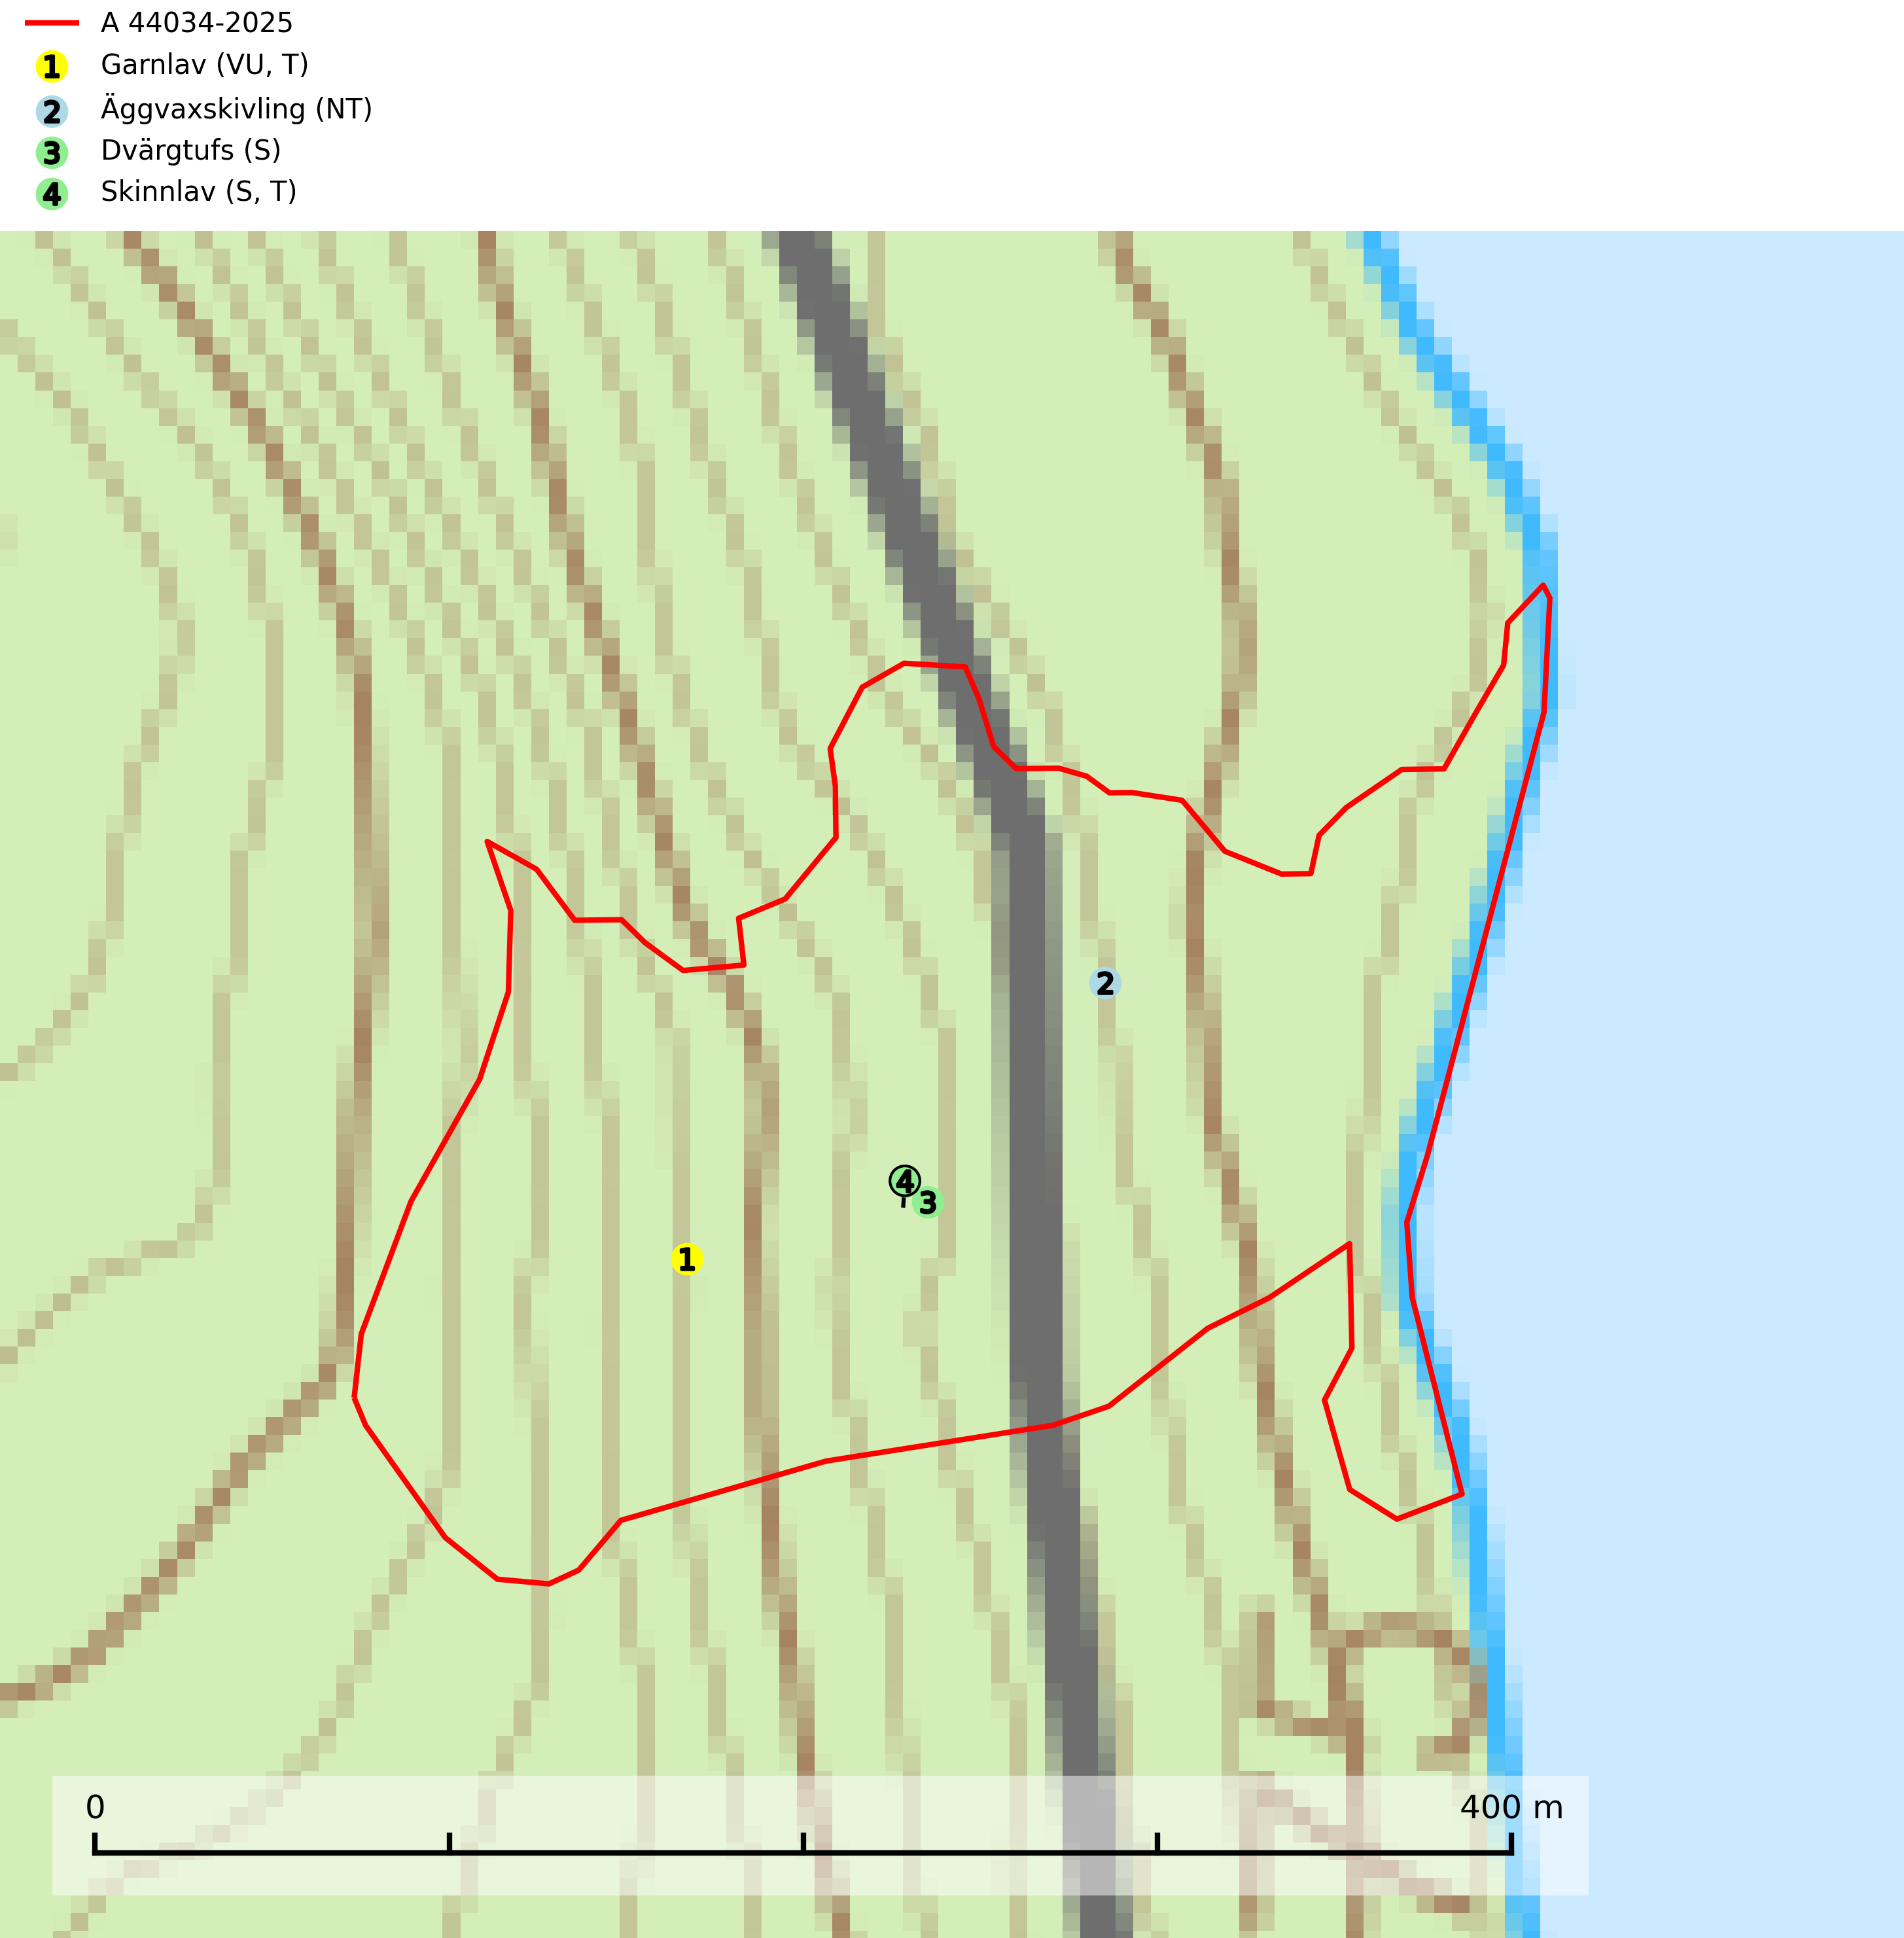 A 44034-2025
1 Garnlav (VU, T)
2 Äggvaxskivling (NT)
3 Dvärgtufs (S)
4 Skinnlav (S, T)
2
4
3
1
0 400 m